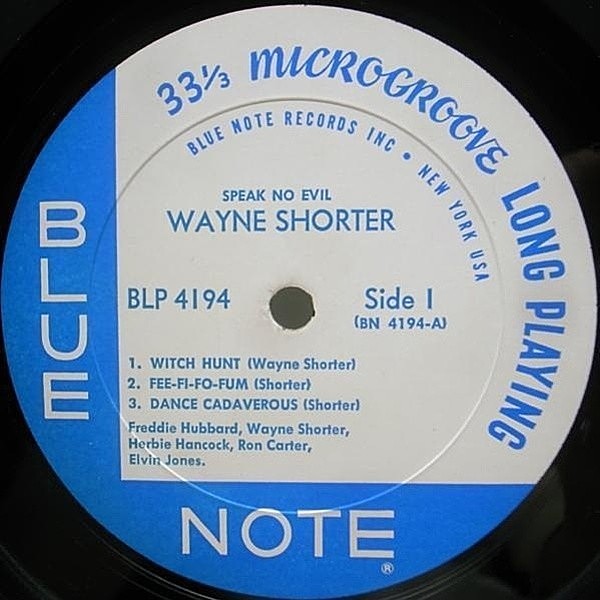 33⅓ MICROGROOVE LONG PLAYING
BLUE NOTE RECORDS INC • NEW YORK USA
SPEAK NO EVIL
WAYNE SHORTER
BLP 4194
Side 1
(BN 4194-A)
1. WITCH HUNT (Wayne Shorter)
2. FEE-FI-FO-FUM (Shorter)
3. DANCE CADAVEROUS (Shorter)
Freddie Hubbard, Wayne Shorter,
Herbie Hancock, Ron Carter,
Elvin Jones.
BLUE
NOTE®